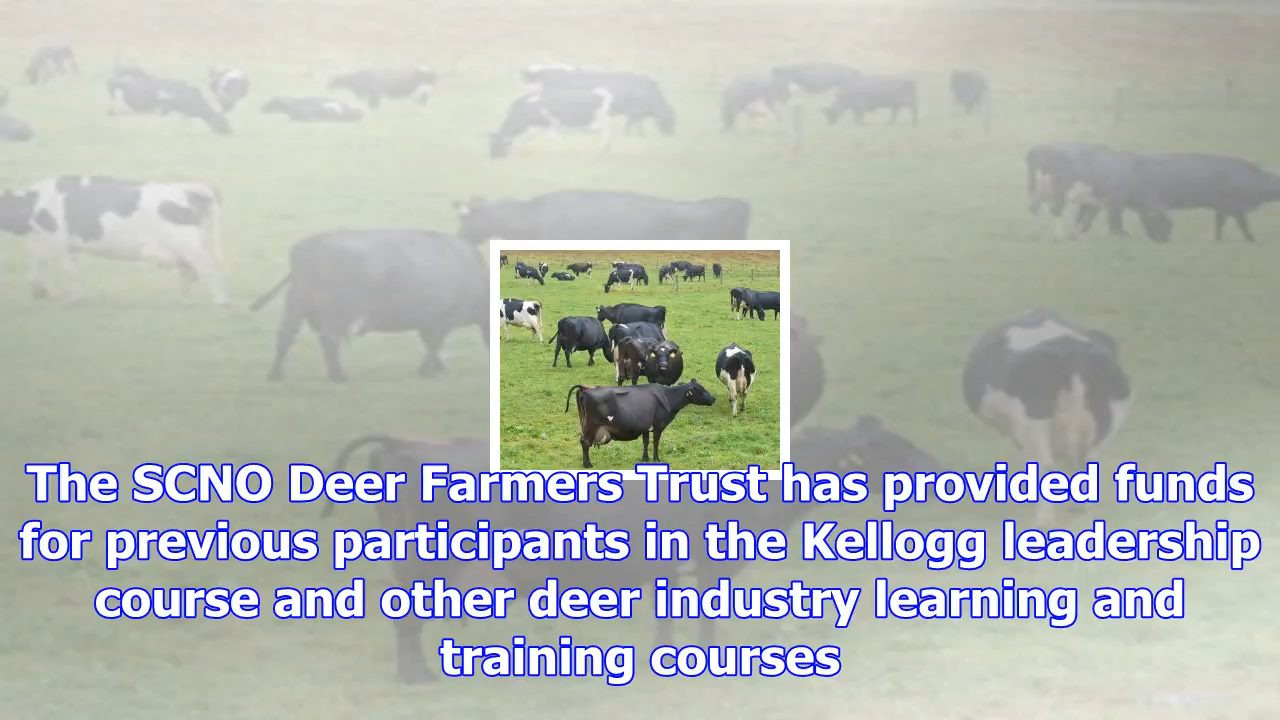 The SCNO Deer Farmers Trust has provided funds
for previous participants in the Kellogg leadership
course and other deer industry learning and
training courses